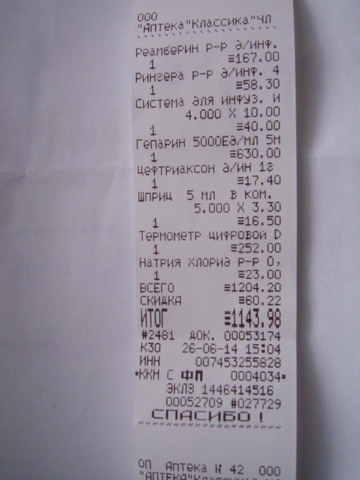 ООО
"Аптека"Классика"ЧЛ
Реамберин р-р д/инф.
1 ≡167.00
Рингера р-р д/инф. 4
1 ≡58.30
Система для инфуз. и
4.000 X 10.00
1 ≡40.00
Гепарин 5000Ед/мл 5м
1 ≡630.00
Цефтриаксон д/ин 1г
1 ≡17.40
Шприц 5 мл в ком.
5.000 X 3.30
1 ≡16.50
Термометр цифровой D
1 ≡252.00
Натрия хлорид р-р 0,
1 ≡23.00
ВСЕГО ≡1204.20
СКИДКА ≡60.22
ИТОГ ≡1143.98
#2481 ДОК. 00053174
К30 26-06-14 15:04
ИНН 007453255828
*ККМ С ФП 0004034*
ЭКЛЗ 1446414516
00052709 #027729
СПАСИБО !
ОП Аптека N 42 ООО